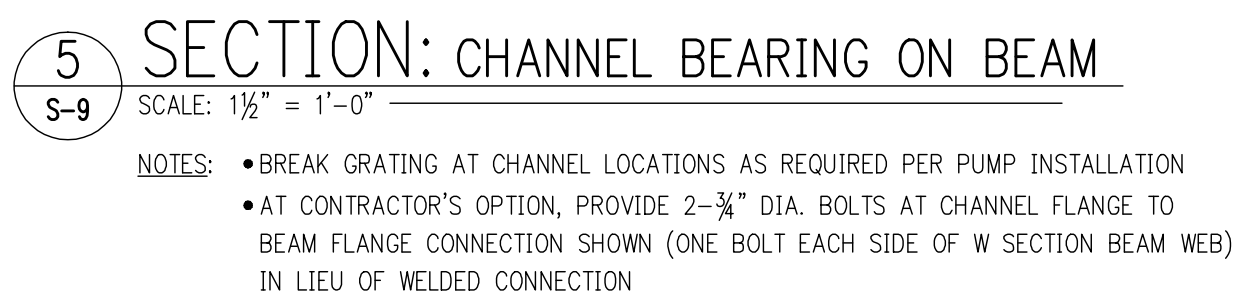 5
S-9
SECTION: CHANNEL BEARING ON BEAM
SCALE: 1½" = 1'-0"
NOTES: • BREAK GRATING AT CHANNEL LOCATIONS AS REQUIRED PER PUMP INSTALLATION
• AT CONTRACTOR'S OPTION, PROVIDE 2-¾" DIA. BOLTS AT CHANNEL FLANGE TO
BEAM FLANGE CONNECTION SHOWN (ONE BOLT EACH SIDE OF W SECTION BEAM WEB)
IN LIEU OF WELDED CONNECTION